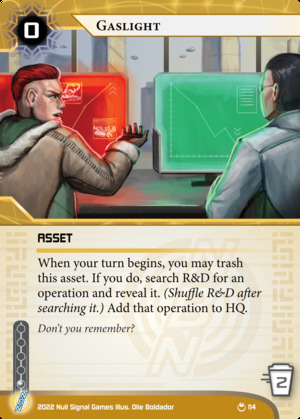 0
Gaslight
ASSET
When your turn begins, you may trash
this asset. If you do, search R&D for an
operation and reveal it. (Shuffle R&D after
searching it.) Add that operation to HQ.
Don't you remember?
2
2022 Null Signal Games Illus. Olie Boldador
114